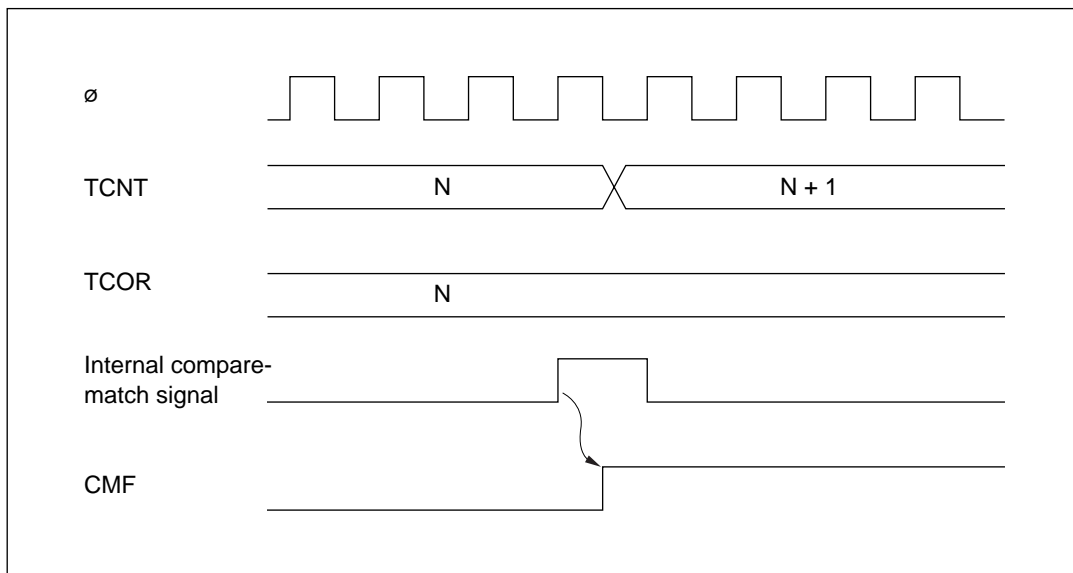 ø
TCNT
N
N + 1
TCOR
N
Internal compare-
match signal
CMF